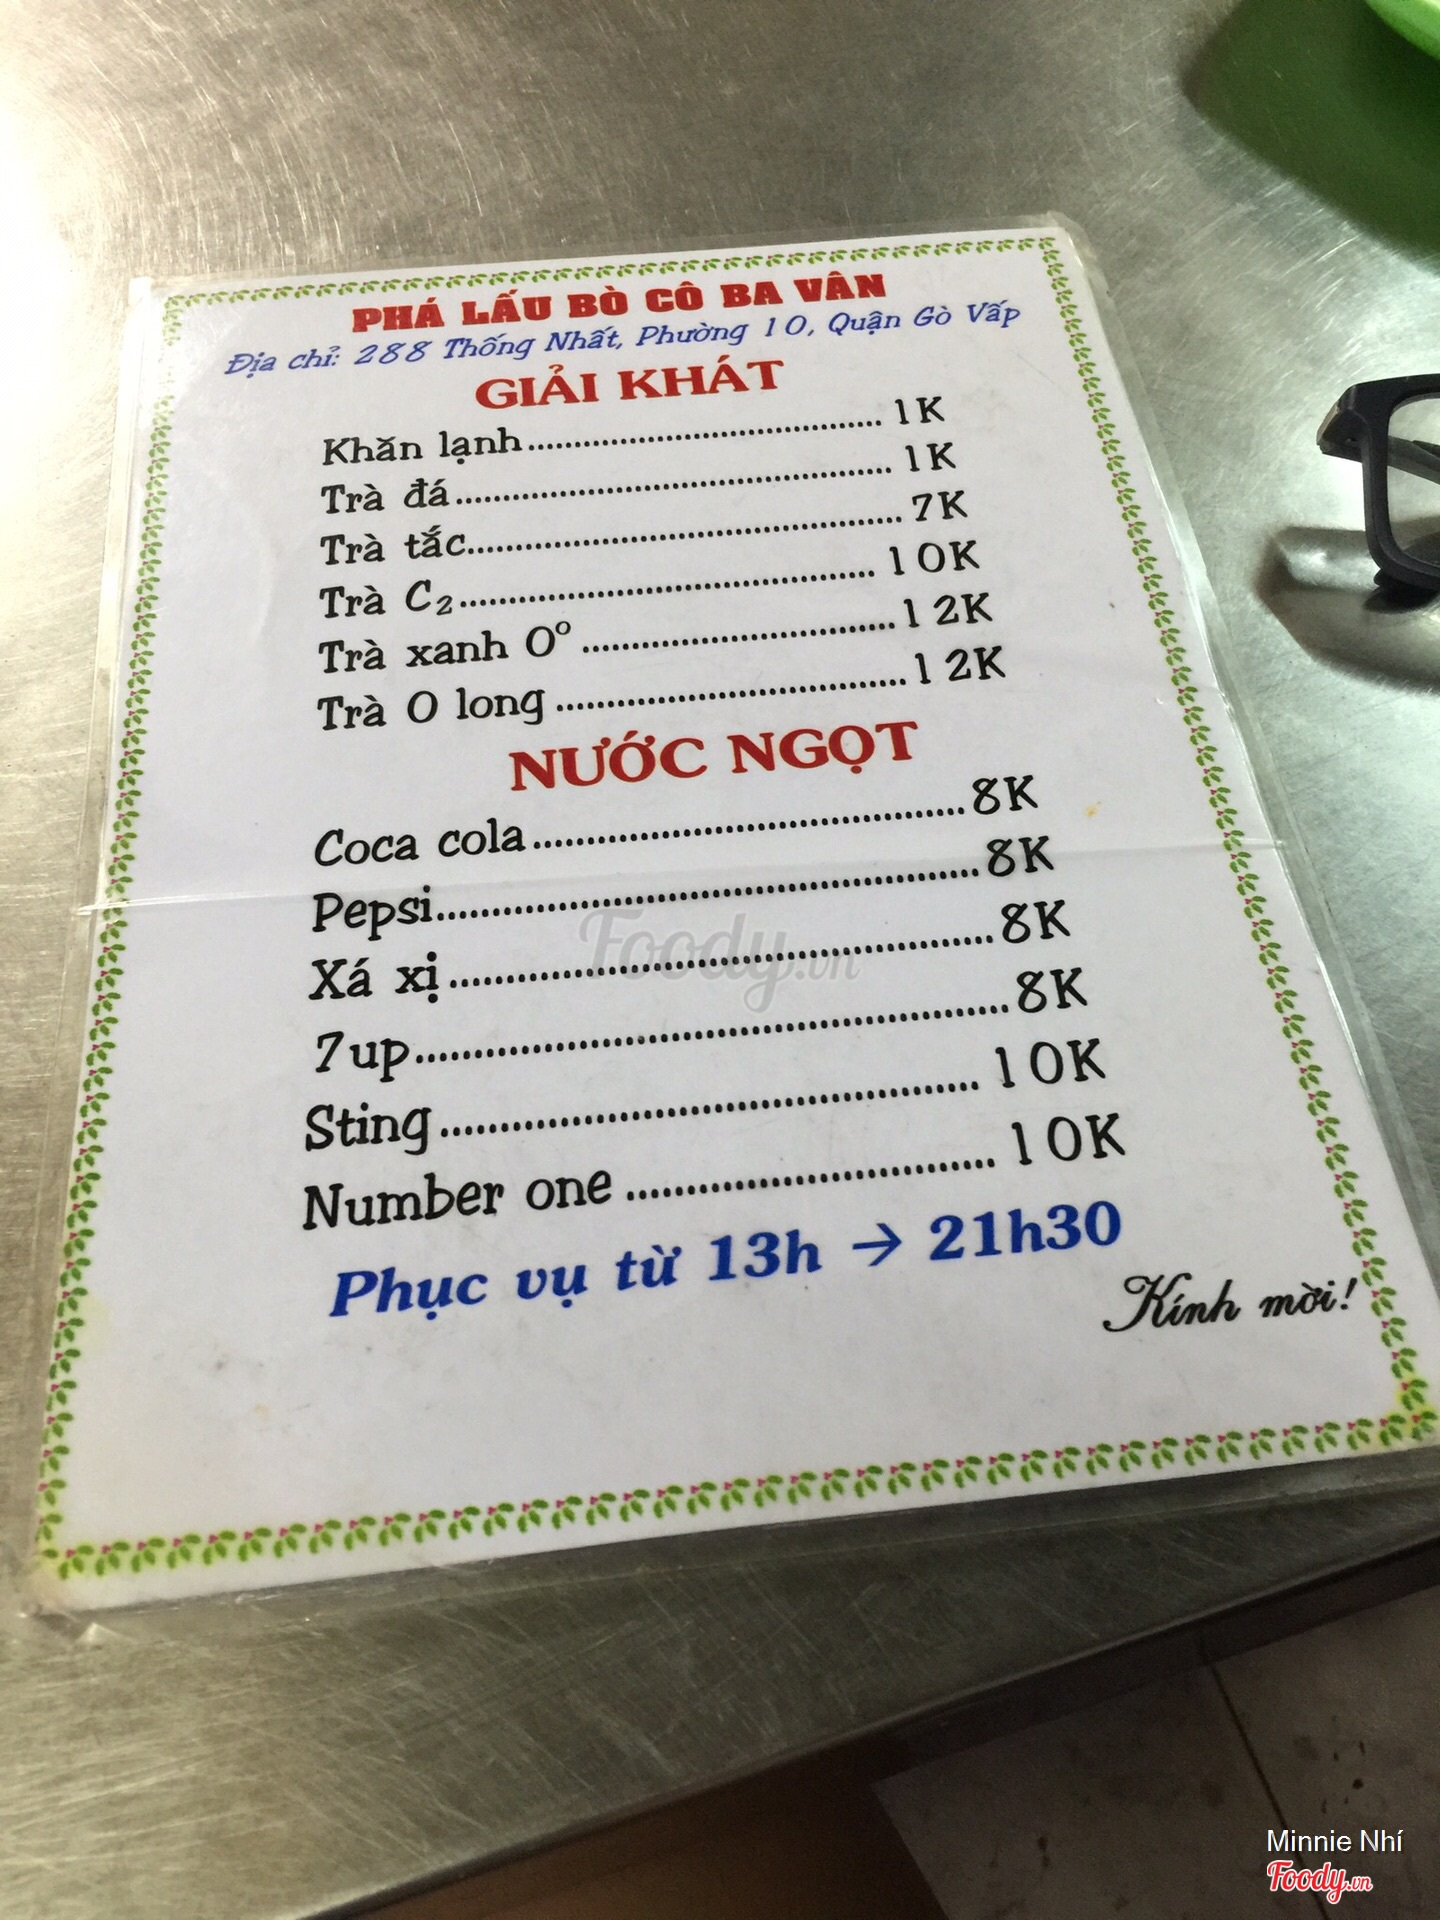 PHÁ LẤU BÒ CÔ BA VÂN
Địa chỉ: 288 Thống Nhất, Phường 10, Quận Gò Vấp
GIẢI KHÁT
Khăn lạnh........................................ 1K
Trà đá................................................ 1K
Trà tắc................................................ 7K
Trà C₂.............................................. 10K
Trà xanh 0° .................................. 12K
Trà O long ..................................... 12K
NƯỚC NGỌT
Coca cola........................................ 8K
Pepsi................................................ 8K
Xá xị................................................ 8K
7up.................................................. 8K
Sting............................................... 10K
Number one................................ 10K
Phục vụ từ 13h → 21h30
Kính mời!
Foody.vn
Minnie Nhí
Foody.vn